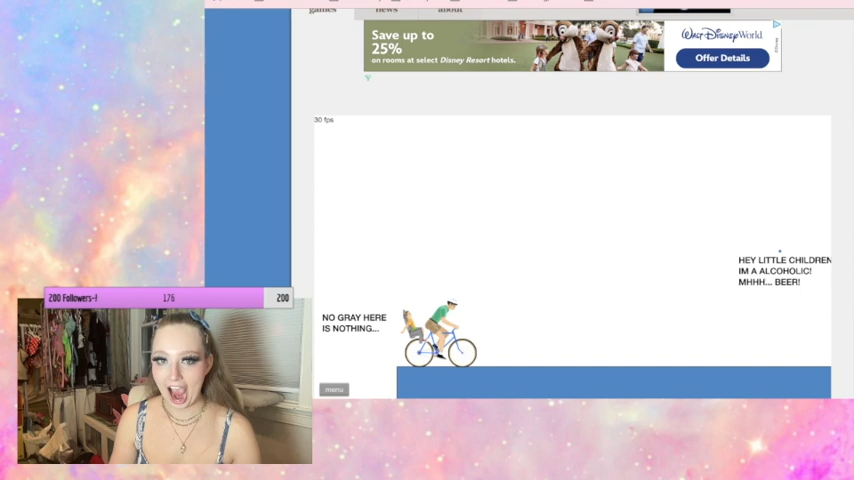 games news about
Save up to
25%
on rooms at select Disney Resort hotels.
WALT DISNEY World
Offer Details
30 fps
HEY LITTLE CHILDREN
IM A ALCOHOLIC!
MHHH... BEER!
NO GRAY HERE
IS NOTHING...
menu
200 Followers-! 176 200